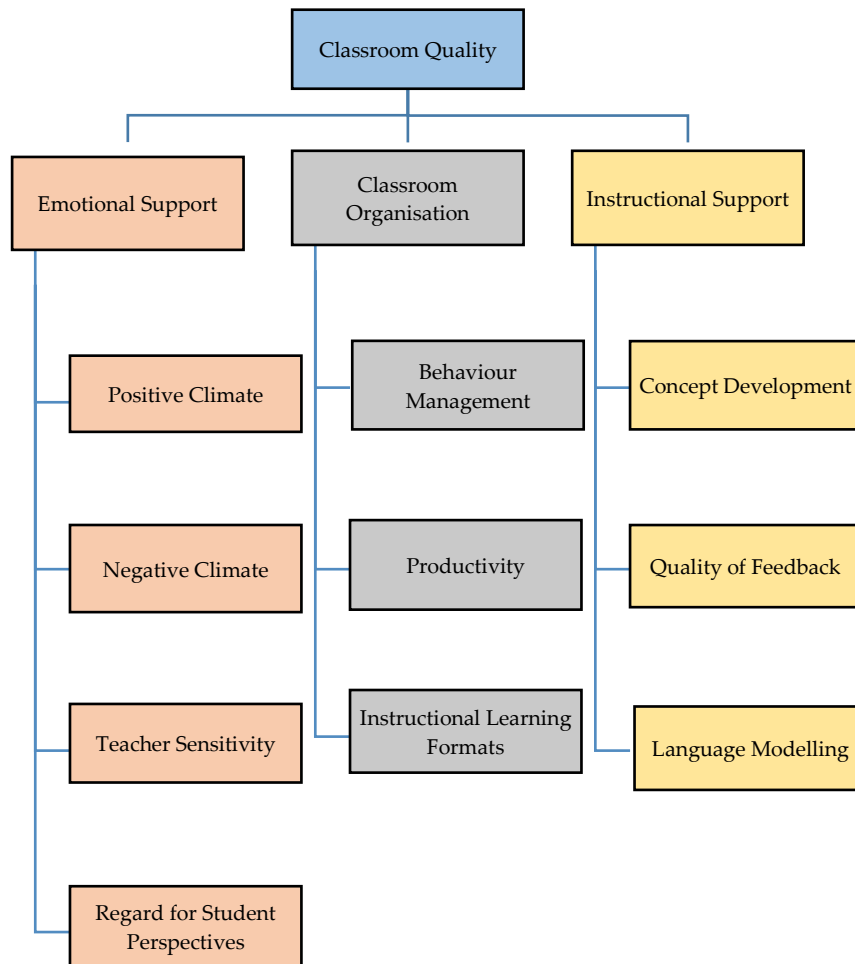 Classroom Quality
Emotional Support
Classroom
Organisation
Instructional Support
Positive Climate
Behaviour
Management
Concept Development
Negative Climate
Productivity
Quality of Feedback
Teacher Sensitivity
Instructional Learning
Formats
Language Modelling
Regard for Student
Perspectives